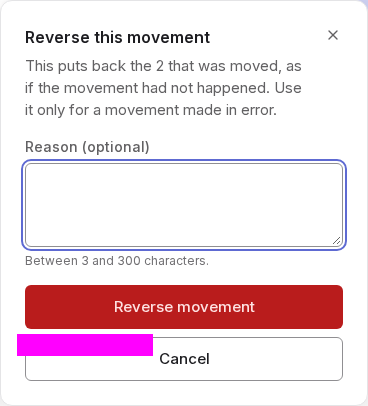 Reverse this movement
This puts back the 2 that was moved, as
if the movement had not happened. Use
it only for a movement made in error.
Reason (optional)
Between 3 and 300 characters.
Reverse movement
Cancel